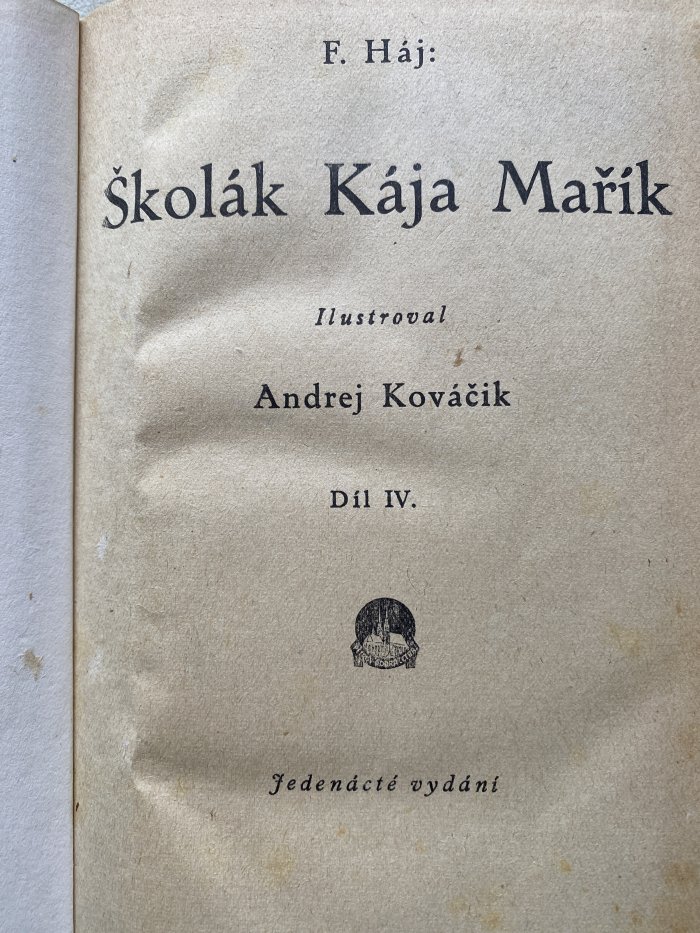 F. Háj:
Školák Kája Mařík
Ilustroval
Andrej Kováčik
Díl IV.
Jedenácté vydání